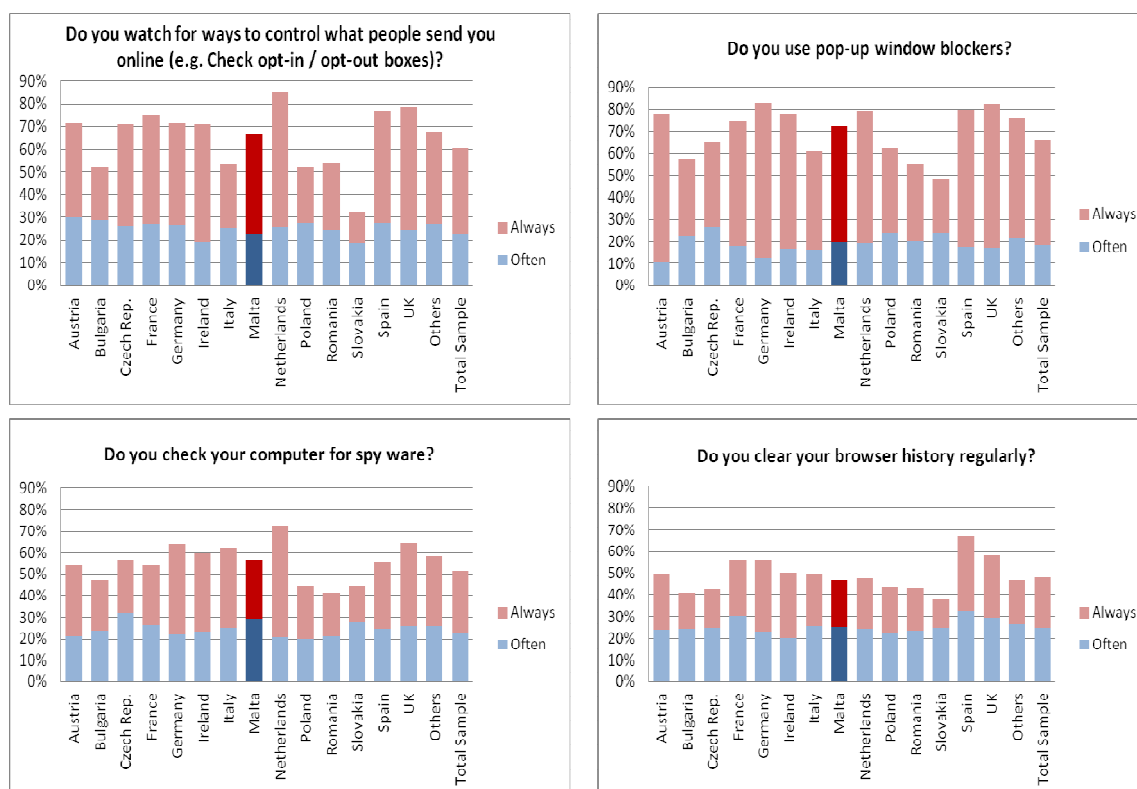 Do you watch for ways to control what people send you
online (e.g. Check opt-in / opt-out boxes)?
90%
80%
70%
60%
50%
40%
30%
20%
10%
0%
Always
Often
Austria
Bulgaria
Czech Rep.
France
Germany
Ireland
Italy
Malta
Netherlands
Poland
Romania
Slovakia
Spain
UK
Others
Total Sample
Do you use pop-up window blockers?
90%
80%
70%
60%
50%
40%
30%
20%
10%
0%
Always
Often
Austria
Bulgaria
Czech Rep.
France
Germany
Ireland
Italy
Malta
Netherlands
Poland
Romania
Slovakia
Spain
UK
Others
Total Sample
Do you check your computer for spy ware?
90%
80%
70%
60%
50%
40%
30%
20%
10%
0%
Always
Often
Austria
Bulgaria
Czech Rep.
France
Germany
Ireland
Italy
Malta
Netherlands
Poland
Romania
Slovakia
Spain
UK
Others
Total Sample
Do you clear your browser history regularly?
90%
80%
70%
60%
50%
40%
30%
20%
10%
0%
Always
Often
Austria
Bulgaria
Czech Rep.
France
Germany
Ireland
Italy
Malta
Netherlands
Poland
Romania
Slovakia
Spain
UK
Others
Total Sample